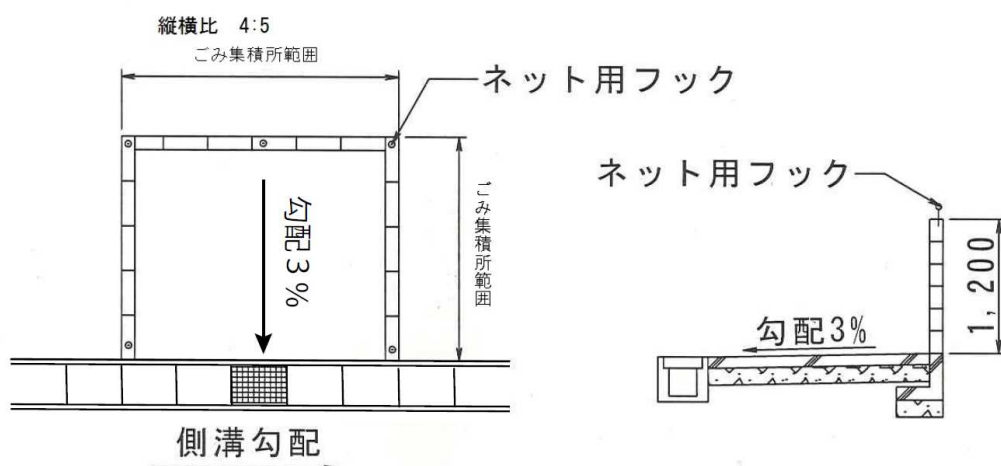 縦横比 4:5
ごみ集積所範囲
ネット用フック
ごみ集積所範囲
勾配3%
側溝勾配
ネット用フック
1,200
勾配3%